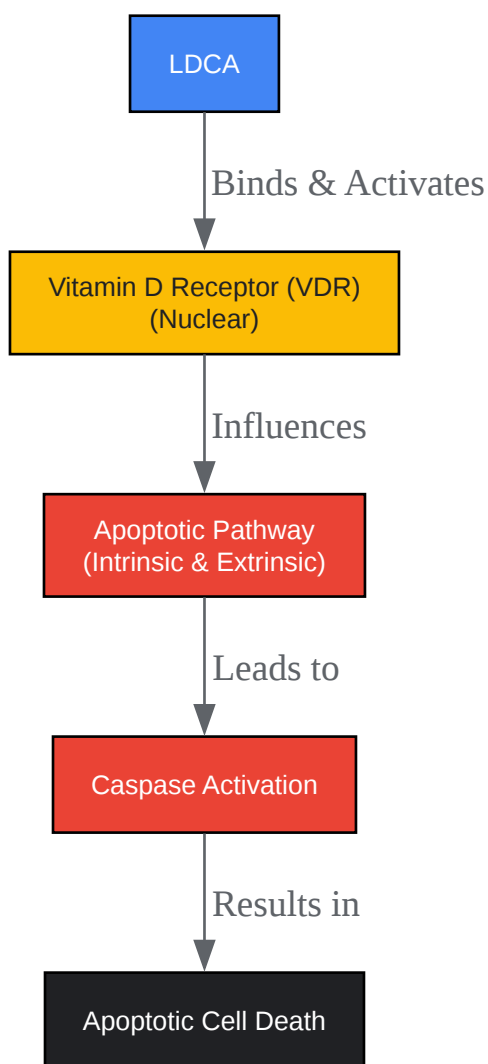 LDCA
Binds & Activates
Vitamin D Receptor (VDR)
(Nuclear)
Influences
Apoptotic Pathway
(Intrinsic & Extrinsic)
Leads to
Caspase Activation
Results in
Apoptotic Cell Death